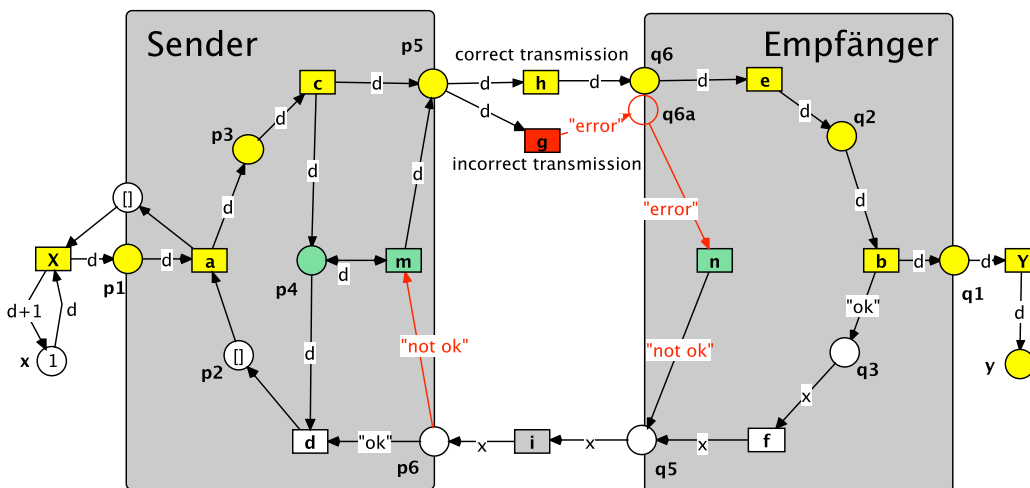 Sender
Empfänger
p5
q6
correct transmission
c
d
d
h
d
d
e
d
d
d
q6a
"error"
g
incorrect transmission
q2
p3
d
d
d
[]
d
d
"error"
X
d
p1
d
a
p4
d
m
n
b
d
q1
d
Y
d+1
d
"ok"
d
x
1
p2
[]
d
"not ok"
"not ok"
q3
y
x
d
"ok"
p6
x
i
x
q5
x
f